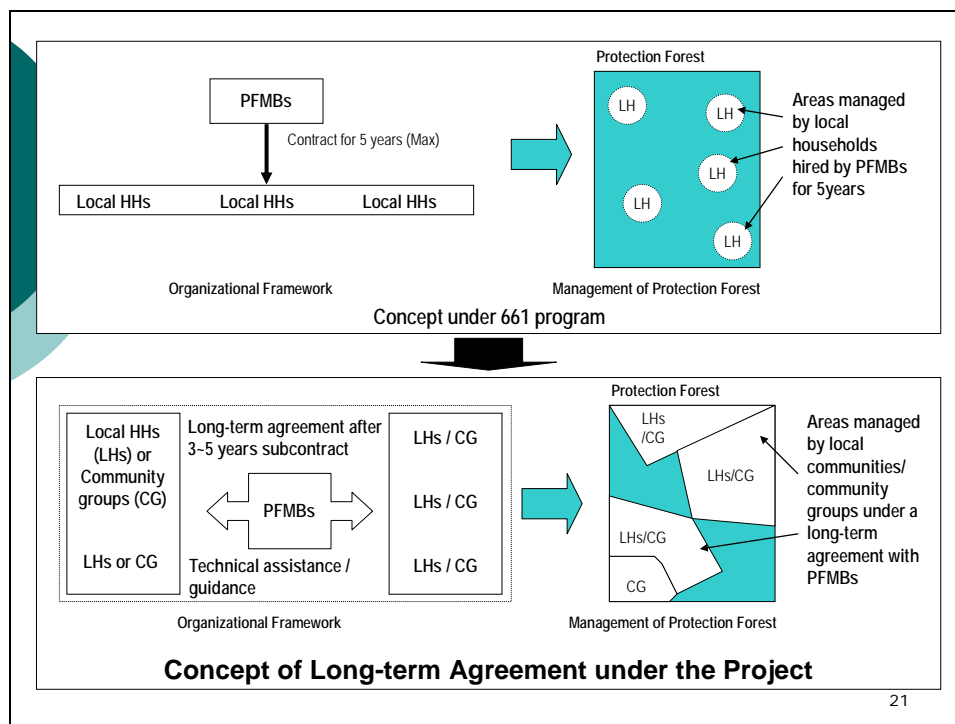 Protection Forest
PFMBs
Contract for 5 years (Max)
Local HHs Local HHs Local HHs
LH
LH
LH
LH
LH
Areas managed
by local
households
hired by PFMBs
for 5years
Organizational Framework
Management of Protection Forest
Concept under 661 program
Protection Forest
Local HHs
(LHs) or
Community
groups (CG)
LHs or CG
Long-term agreement after
3~5 years subcontract
PFMBs
Technical assistance /
guidance
LHs / CG
LHs / CG
LHs / CG
LHs
/CG
LHs/CG
LHs/CG
CG
Areas managed
by local
communities/
community
groups under a
long-term
agreement with
PFMBs
Organizational Framework
Management of Protection Forest
Concept of Long-term Agreement under the Project
21